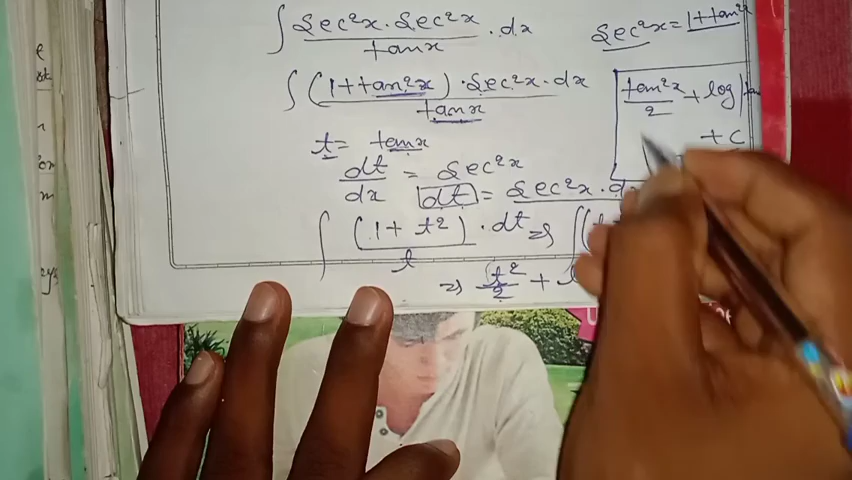 ∫ Sec²x · Sec²x / tanx · dx
Sec²x = 1+tan²x
∫ (1 + tan²x) · Sec²x · dx / tanx
tan²x / 2 + log |tan
+ C
t = tanx
dt / dx = Sec²x
dt = Sec²x · d
∫ (1 + t²) / t · dt ⇒ ∫ (
⇒ t² / 2 +